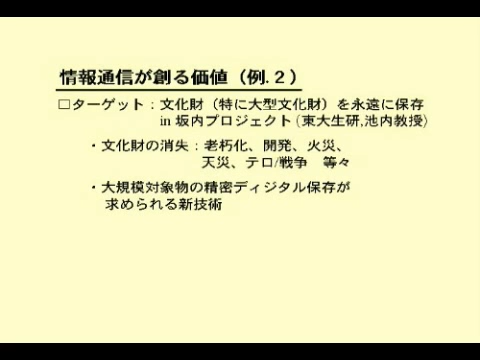 情報通信が創る価値（例.２）
□ターゲット：文化財（特に大型文化財）を永遠に保存
in 坂内プロジェクト(東大生研,池内教授)
・文化財の消失：老朽化、開発、火災、
天災、テロ/戦争　等々
・大規模対象物の精密ディジタル保存が
求められる新技術